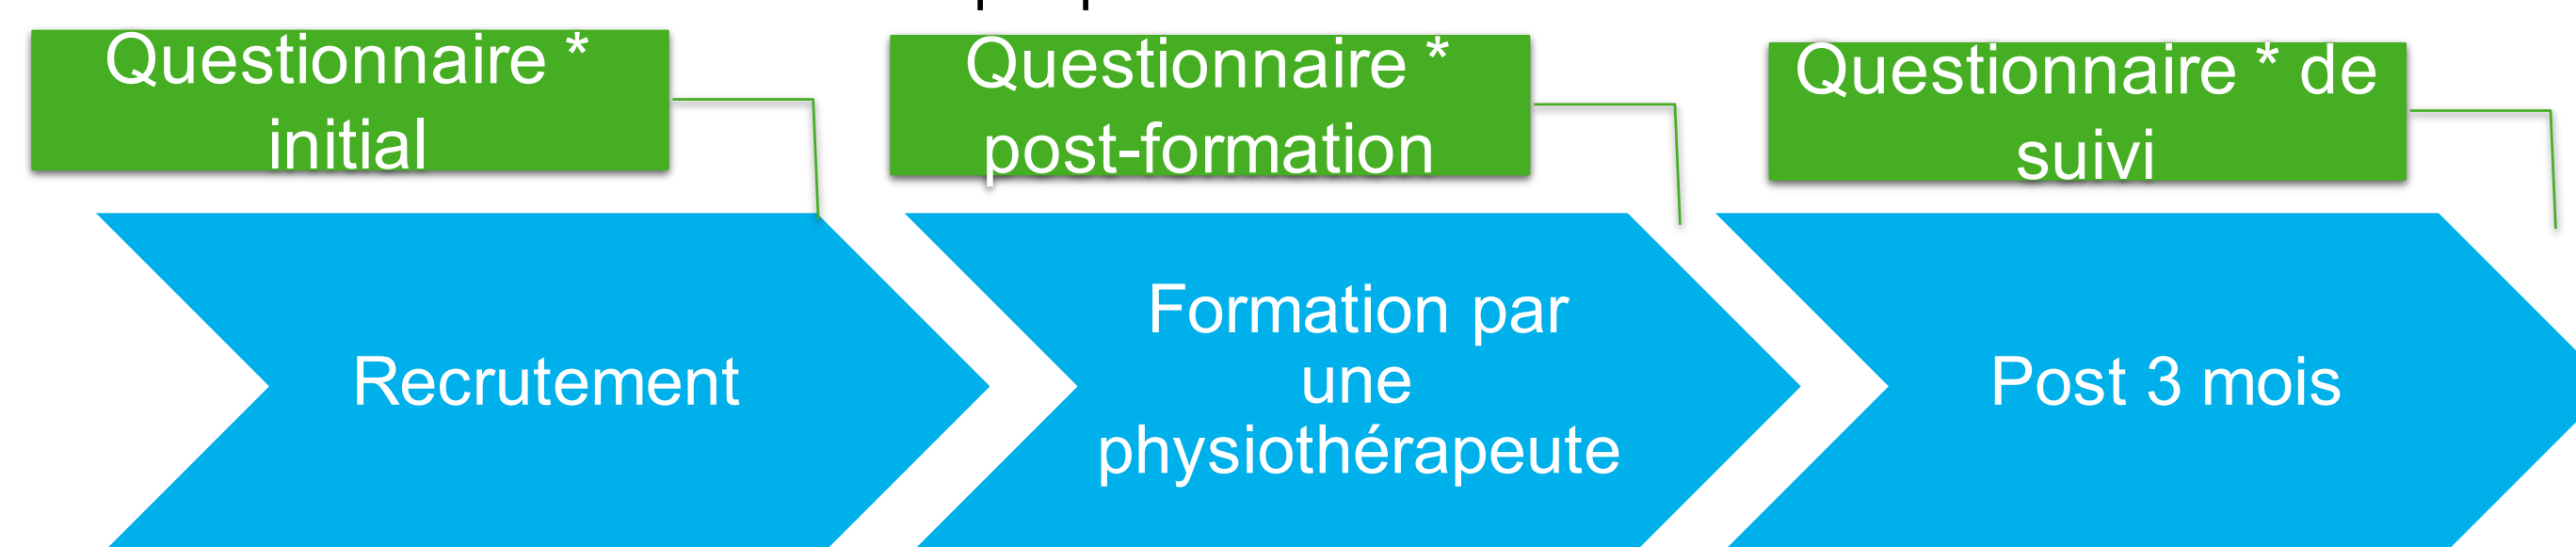 Questionnaire *
initial
Questionnaire *
post-formation
Questionnaire * de
suivi
Recrutement
Formation par
une
physiothérapeute
Post 3 mois